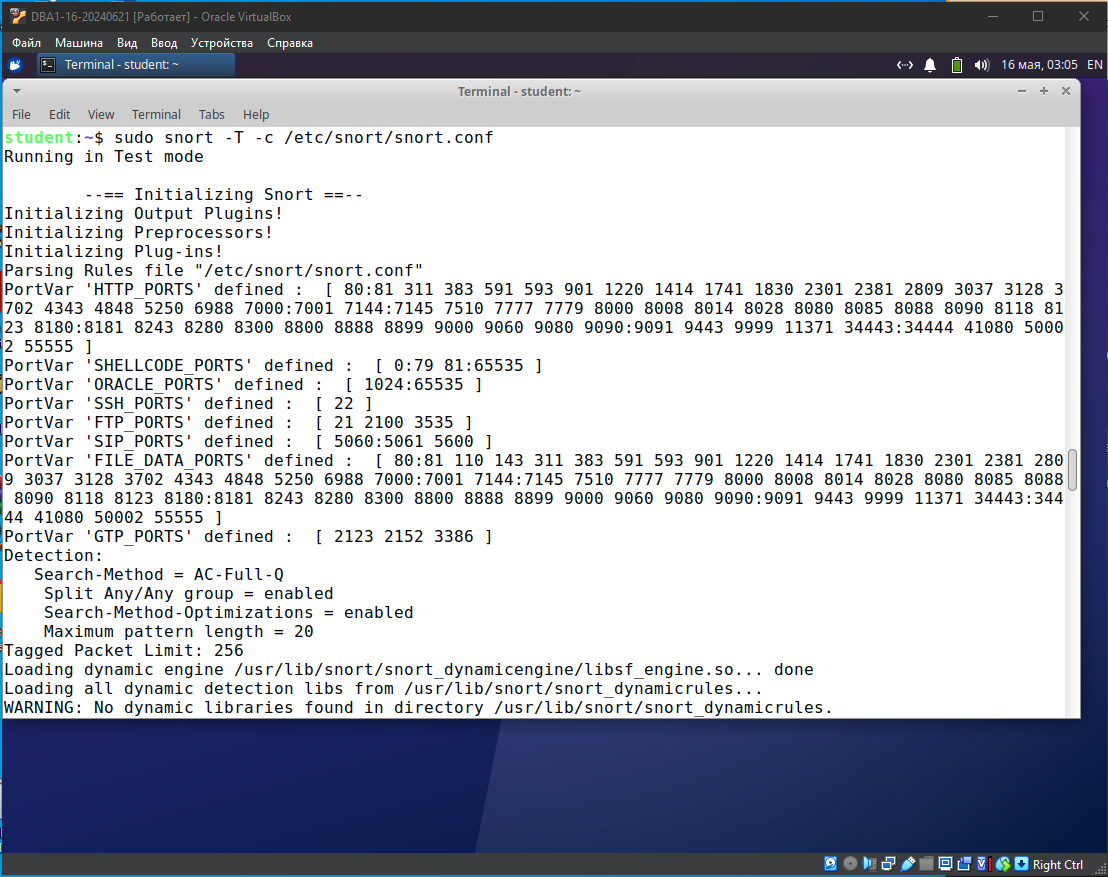 DBA1-16-20240621 [Работает] - Oracle VirtualBox
Файл Машина Вид Ввод Устройства Справка
Terminal - student: ~ 16 мая, 03:05 EN
Terminal - student: ~
File Edit View Terminal Tabs Help
student:~$ sudo snort -T -c /etc/snort/snort.conf
Running in Test mode
--== Initializing Snort ==--
Initializing Output Plugins!
Initializing Preprocessors!
Initializing Plug-ins!
Parsing Rules file "/etc/snort/snort.conf"
PortVar 'HTTP_PORTS' defined :  [ 80:81 311 383 591 593 901 1220 1414 1741 1830 2301 2381 2809 3037 3128 3
702 4343 4848 5250 6988 7000:7001 7144:7145 7510 7777 7779 8000 8008 8014 8028 8080 8085 8088 8090 8118 81
23 8180:8181 8243 8280 8300 8800 8888 8899 9000 9060 9080 9090:9091 9443 9999 11371 34443:34444 41080 5000
2 55555 ]
PortVar 'SHELLCODE_PORTS' defined :  [ 0:79 81:65535 ]
PortVar 'ORACLE_PORTS' defined :  [ 1024:65535 ]
PortVar 'SSH_PORTS' defined :  [ 22 ]
PortVar 'FTP_PORTS' defined :  [ 21 2100 3535 ]
PortVar 'SIP_PORTS' defined :  [ 5060:5061 5600 ]
PortVar 'FILE_DATA_PORTS' defined :  [ 80:81 110 143 311 383 591 593 901 1220 1414 1741 1830 2301 2381 280
9 3037 3128 3702 4343 4848 5250 6988 7000:7001 7144:7145 7510 7777 7779 8000 8008 8014 8028 8080 8085 8088
8090 8118 8123 8180:8181 8243 8280 8300 8800 8888 8899 9000 9060 9080 9090:9091 9443 9999 11371 34443:344
44 41080 50002 55555 ]
PortVar 'GTP_PORTS' defined :  [ 2123 2152 3386 ]
Detection:
Search-Method = AC-Full-Q
Split Any/Any group = enabled
Search-Method-Optimizations = enabled
Maximum pattern length = 20
Tagged Packet Limit: 256
Loading dynamic engine /usr/lib/snort/snort_dynamicengine/libsf_engine.so... done
Loading all dynamic detection libs from /usr/lib/snort/snort_dynamicrules...
WARNING: No dynamic libraries found in directory /usr/lib/snort/snort_dynamicrules.
Right Ctrl